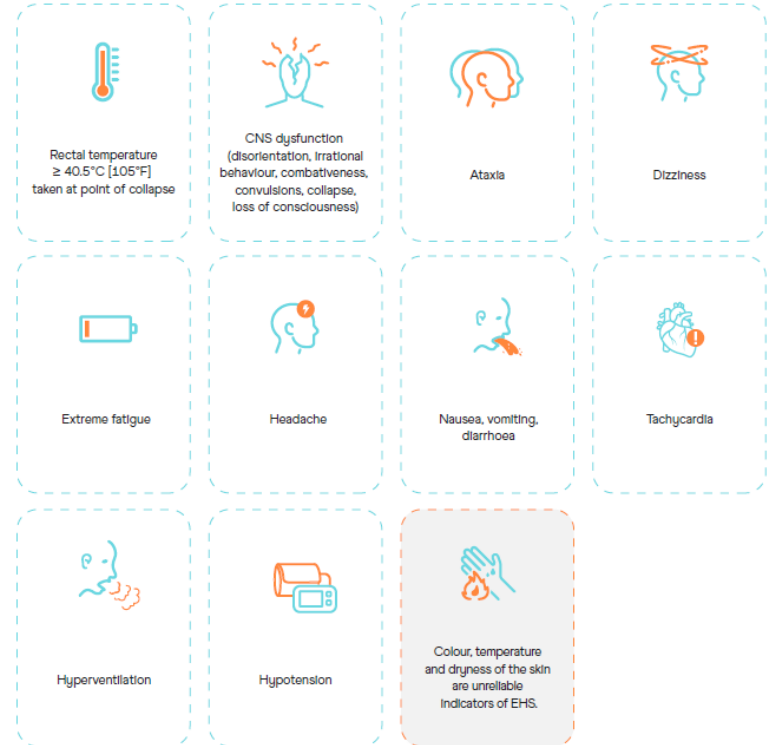 Rectal temperature
≥ 40.5°C [105°F]
taken at point of collapse
CNS dysfunction
(disorientation, irrational
behaviour, combativeness,
convulsions, collapse,
loss of consciousness)
Ataxia
Dizziness
Extreme fatigue
Headache
Nausea, vomiting,
diarrhoea
Tachycardia
Hyperventilation
Hypotension
Colour, temperature
and dryness of the skin
are unreliable
indicators of EHS.